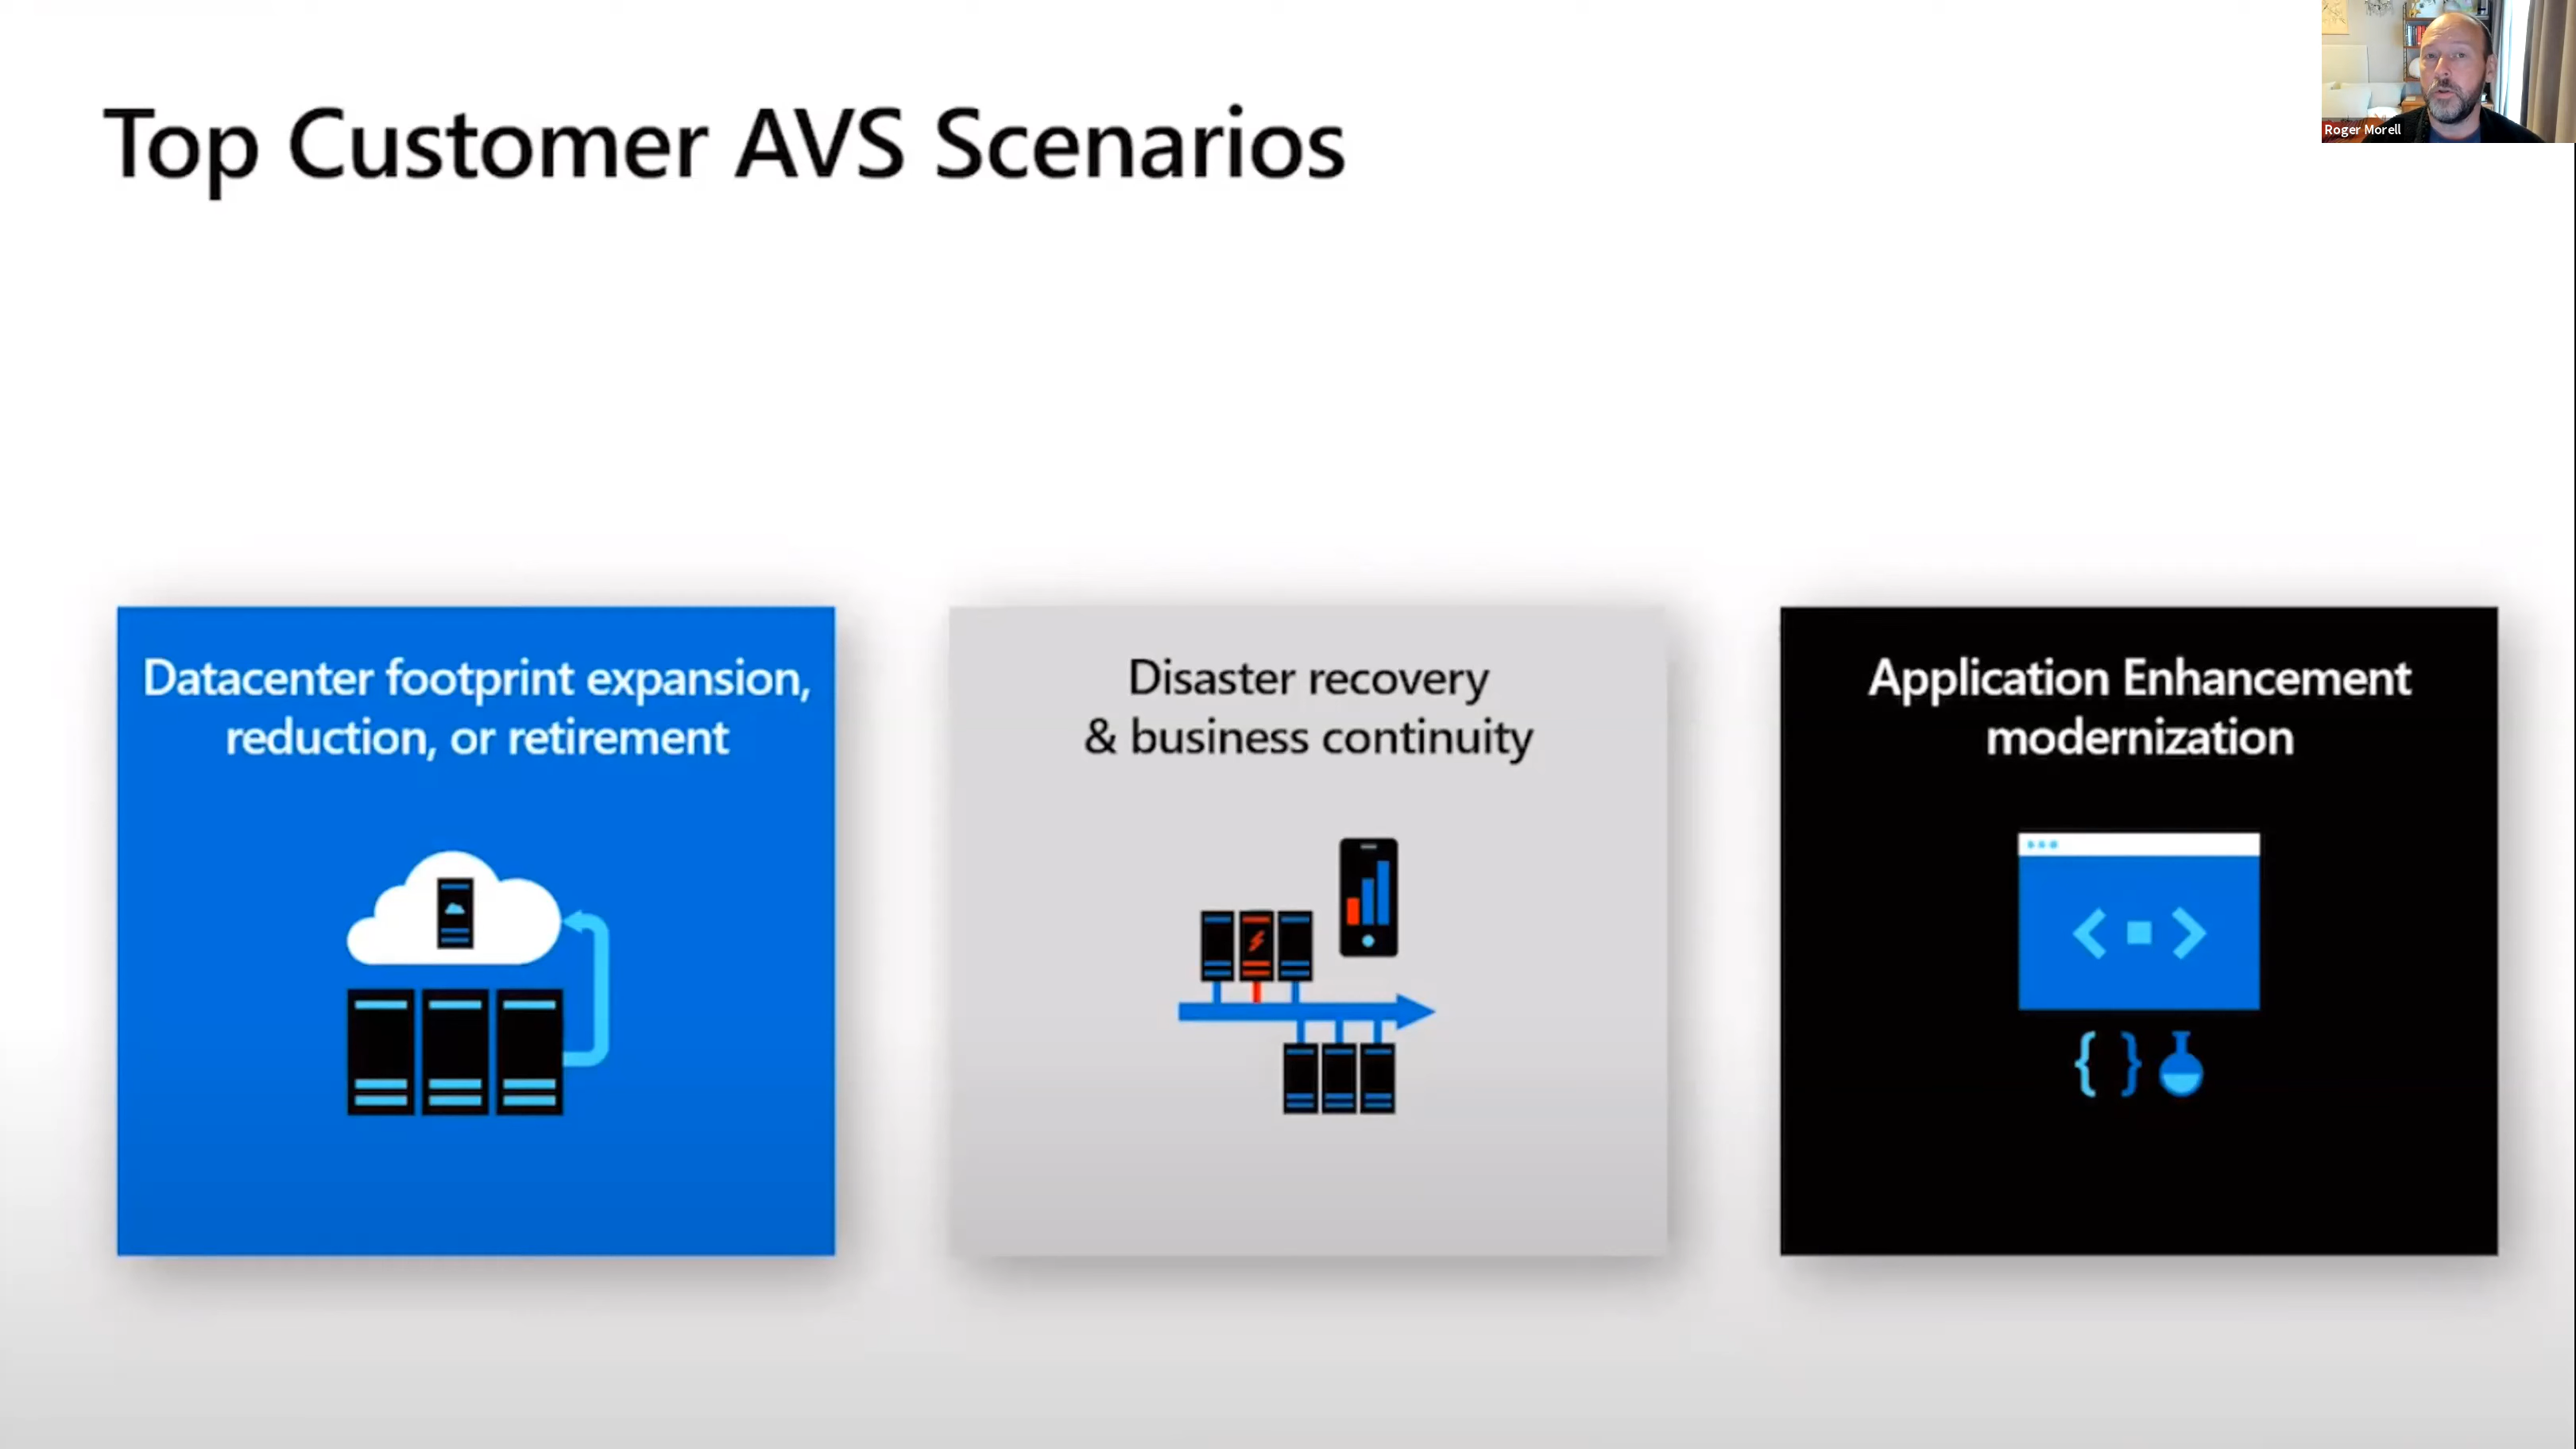 Top Customer AVS Scenarios
Roger Morell
Datacenter footprint expansion,
reduction, or retirement
Disaster recovery
& business continuity
Application Enhancement
modernization